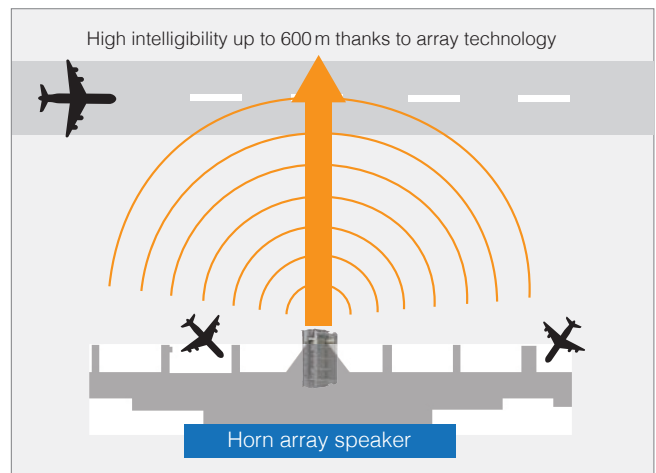 High intelligibility up to 600 m thanks to array technology
Horn array speaker